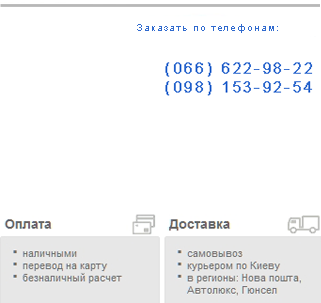 Заказать по телефонам:
(066) 622-98-22
(098) 153-92-54
Оплата
наличными
перевод на карту
безналичный расчет
Доставка
самовывоз
курьером по Киеву
в регионы: Нова пошта,
Автолюкс, Гюнсел